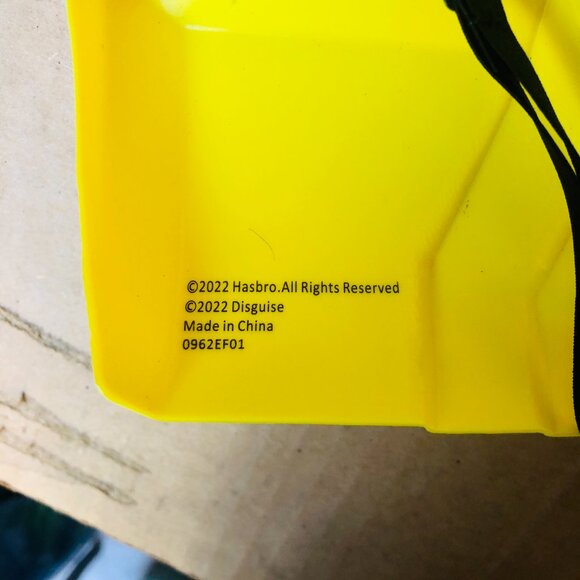 ©2022 Hasbro.All Rights Reserved
©2022 Disguise
Made in China
0962EF01